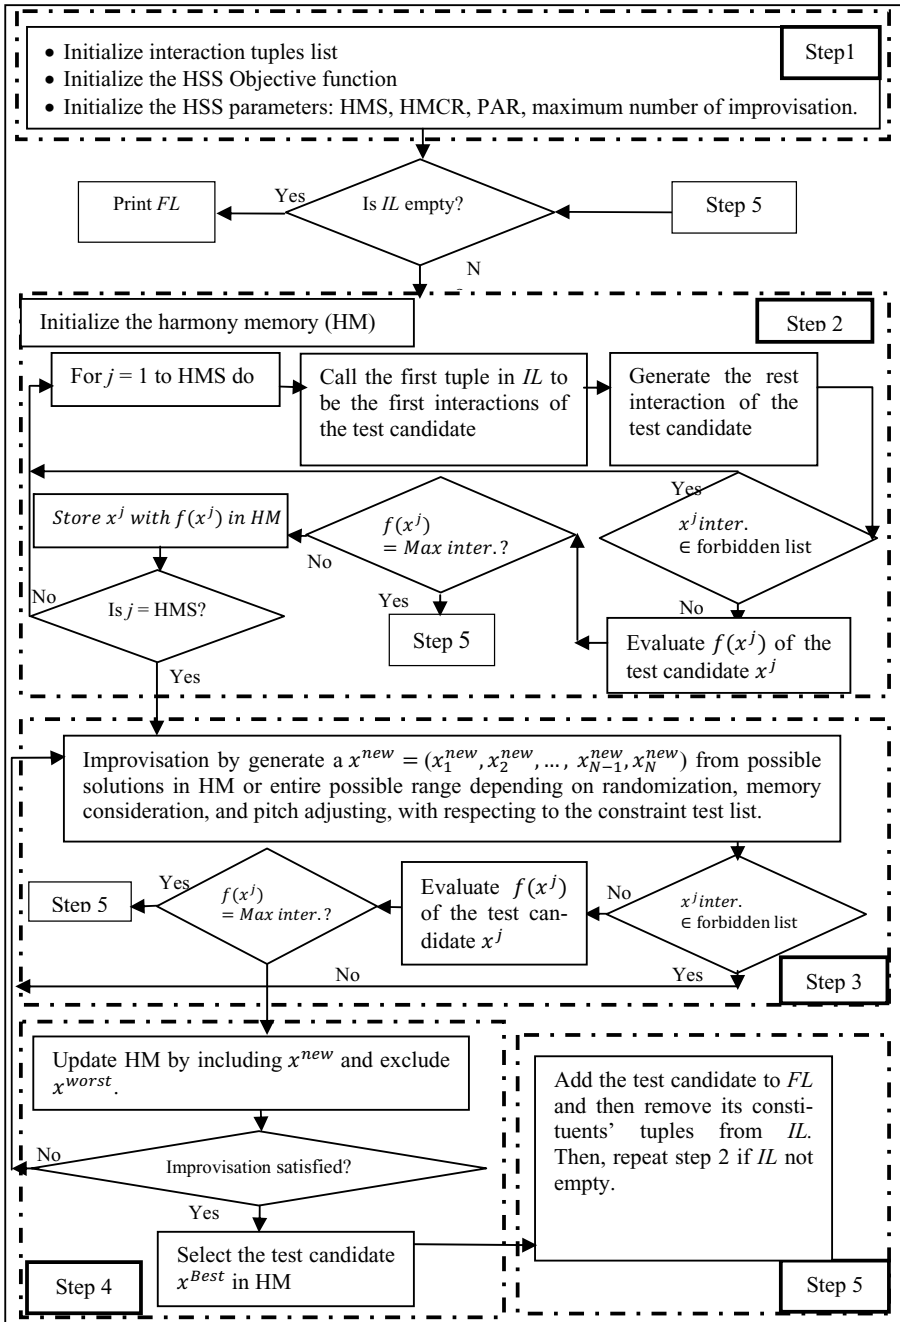 • Initialize interaction tuples list
• Initialize the HSS Objective function
• Initialize the HSS parameters: HMS, HMCR, PAR, maximum number of improvisation.
Step1
Print FL
Yes
Is IL empty?
Step 5
N
Initialize the harmony memory (HM)
Step 2
For j = 1 to HMS do
Call the first tuple in IL to
be the first interactions of
the test candidate
Generate the rest
interaction of the
test candidate
Yes
x^j inter.
∈ forbidden list
No
Evaluate f(x^j) of the
test candidate x^j
f(x^j)
= Max inter.?
No
Yes
Step 5
Store x^j with f(x^j) in HM
Is j = HMS?
No
Yes
Improvisation by generate a x^new = (x_1^new, x_2^new, … , x_{N−1}^new, x_N^new) from possible
solutions in HM or entire possible range depending on randomization, memory
consideration, and pitch adjusting, with respecting to the constraint test list.
x^j inter.
∈ forbidden list
No
Yes
Evaluate f(x^j)
of the test can-
didate x^j
f(x^j)
= Max inter.?
Yes
Step 5
No
Step 3
Update HM by including x^new and exclude
x^worst.
No
Improvisation satisfied?
Yes
Select the test candidate
x^Best in HM
Step 4
Add the test candidate to FL
and then remove its consti-
tuents’ tuples from IL.
Then, repeat step 2 if IL not
empty.
Step 5